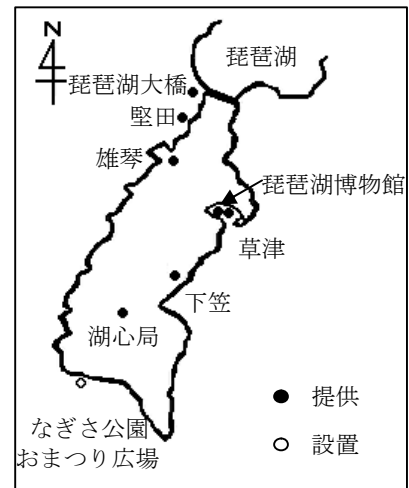 N
琵琶湖
琵琶湖大橋
堅田
雄琴
琵琶湖博物館
草津
下笠
湖心局
なぎさ公園
おまつり広場
● 提供
○ 設置